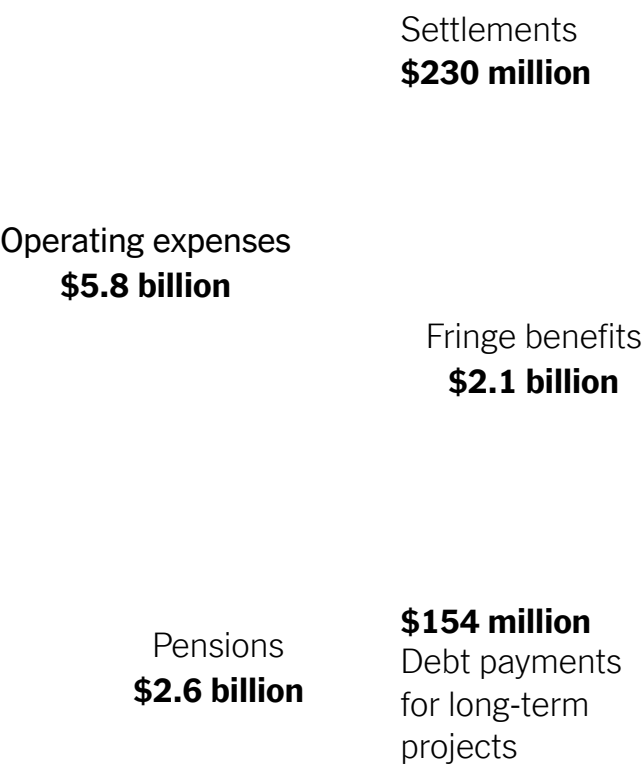 Settlements
$230 million
Operating expenses
$5.8 billion
Fringe benefits
$2.1 billion
Pensions
$2.6 billion
$154 million
Debt payments
for long-term
projects